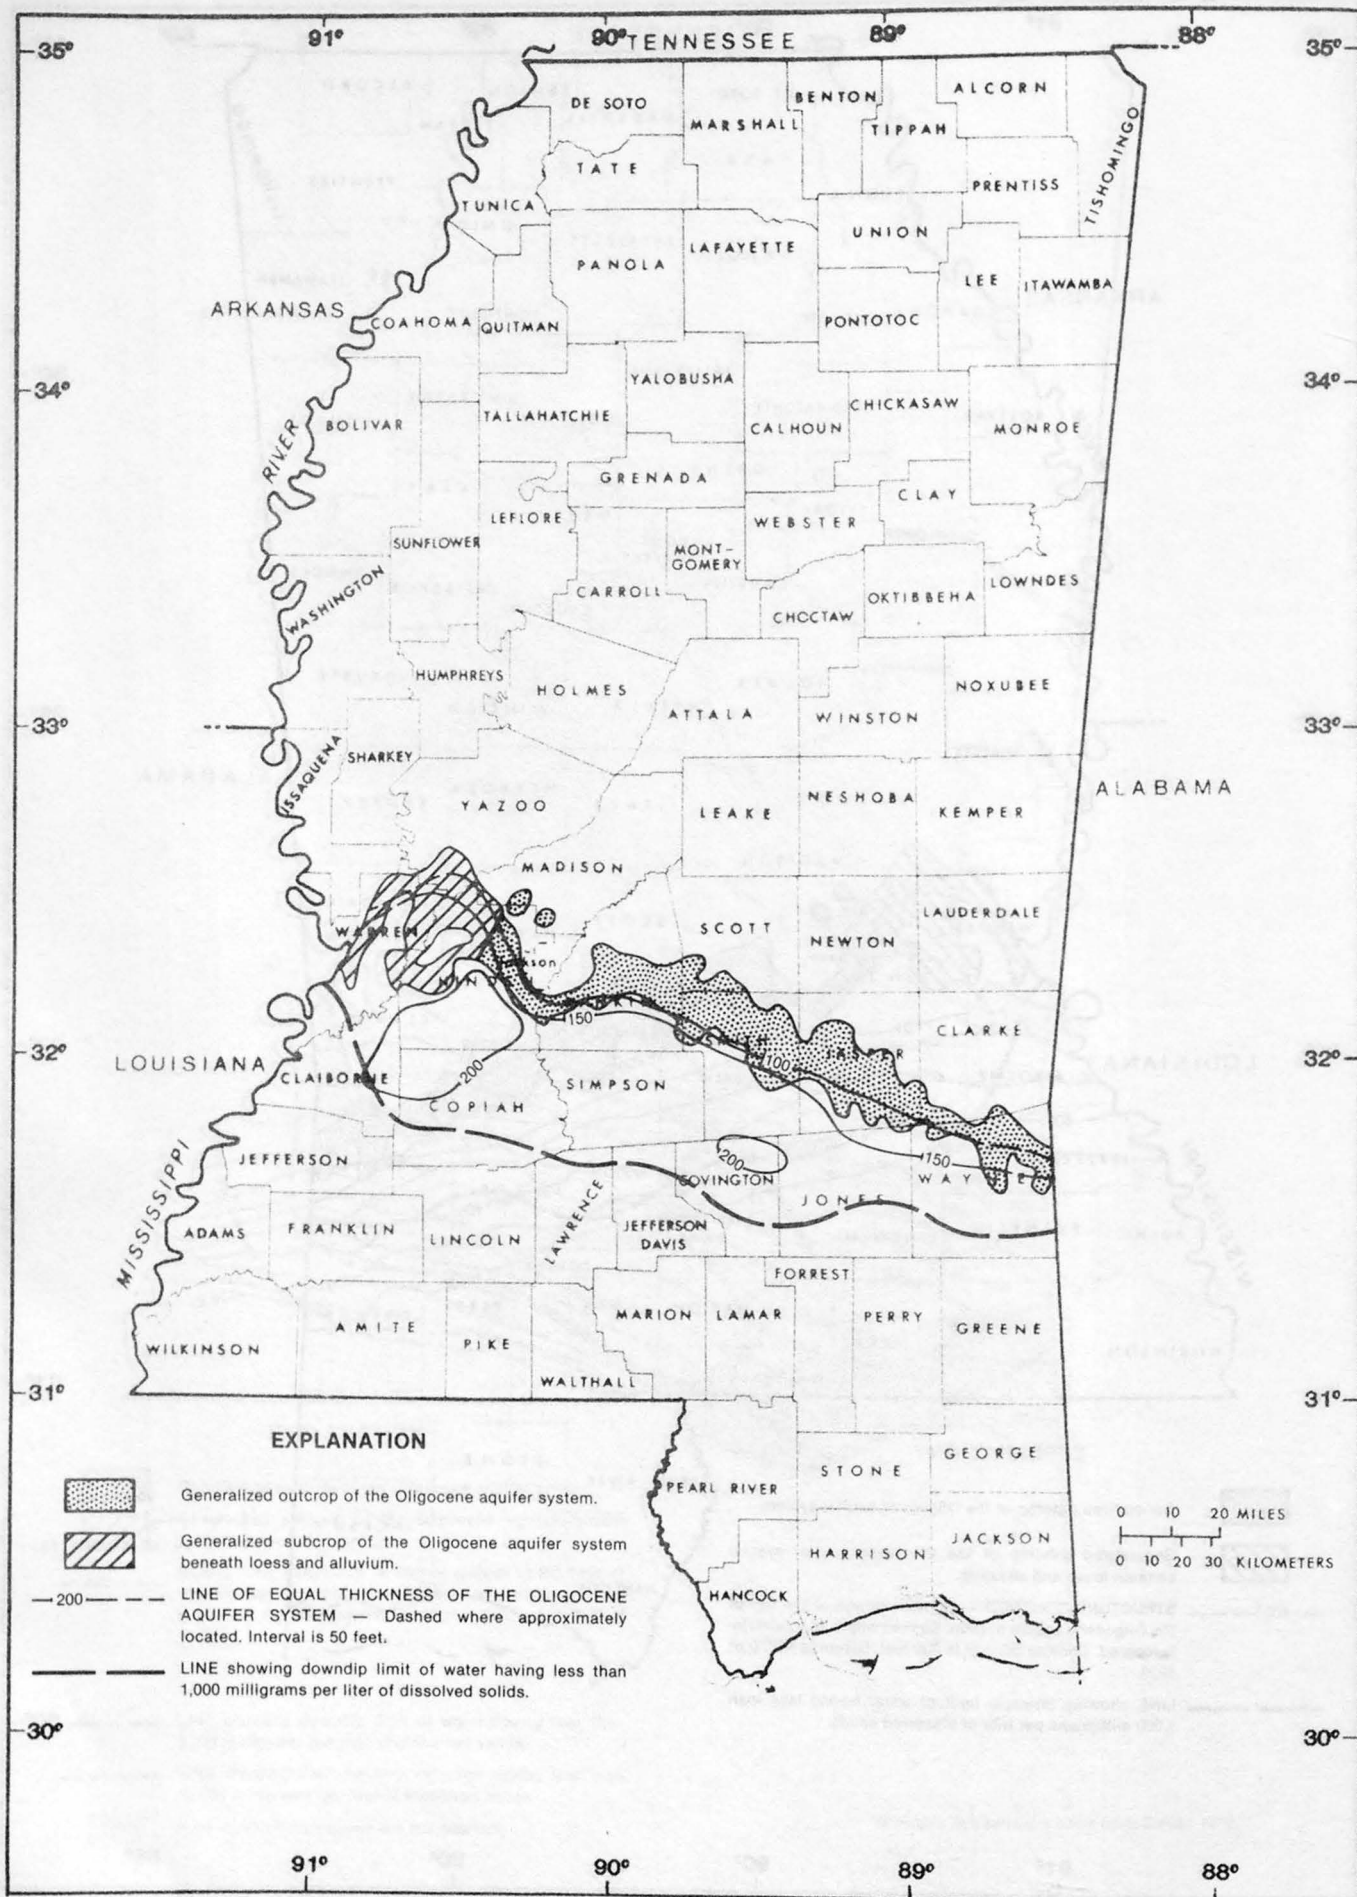 91° 90° 89° 88°
TENNESSEE
35° 35°
DE SOTO
BENTON
ALCORN
MARSHALL
TIPPAH
TISHOMINGO
TATE
PRENTISS
TUNICA
UNION
LAFAYETTE
PANOLA
LEE
ITAWAMBA
ARKANSAS
COAHOMA
QUITMAN
PONTOTOC
34° 34°
YALOBUSHA
TALLAHATCHIE
CHICKASAW
BOLIVAR
CALHOUN
MONROE
RIVER
GRENADA
CLAY
LEFLORE
WEBSTER
SUNFLOWER
MONT-
GOMERY
WASHINGTON
CARROLL
OKTIBBEHA
LOWNDES
CHOCTAW
HUMPHREYS
HOLMES
NOXUBEE
ATTALA
WINSTON
33° 33°
SHARKEY
ISSAQUENA
YAZOO
LEAKE
NESHOBA
KEMPER
ALABAMA
MADISON
LAUDERDALE
WARREN
SCOTT
NEWTON
Jackson
HINDS
RANKIN
150
SMITH
JASPER
CLARKE
100
32° 32°
LOUISIANA
CLAIBORNE
200
SIMPSON
COPIAH
JEFFERSON
200
150
COVINGTON
WAYNE
JONES
LAWRENCE
MISSISSIPPI
ADAMS
FRANKLIN
LINCOLN
JEFFERSON
DAVIS
FORREST
MARION
LAMAR
PERRY
GREENE
AMITE
PIKE
WILKINSON
WALTHALL
31° 31°
EXPLANATION
GEORGE
STONE
PEARL RIVER
Generalized outcrop of the Oligocene aquifer system.
0 10 20 MILES
0 10 20 30 KILOMETERS
JACKSON
HARRISON
HANCOCK
Generalized subcrop of the Oligocene aquifer system
beneath loess and alluvium.
200 LINE OF EQUAL THICKNESS OF THE OLIGOCENE
AQUIFER SYSTEM — Dashed where approximately
located. Interval is 50 feet.
LINE showing downdip limit of water having less than
1,000 milligrams per liter of dissolved solids.
30° 30°
91° 90° 89° 88°